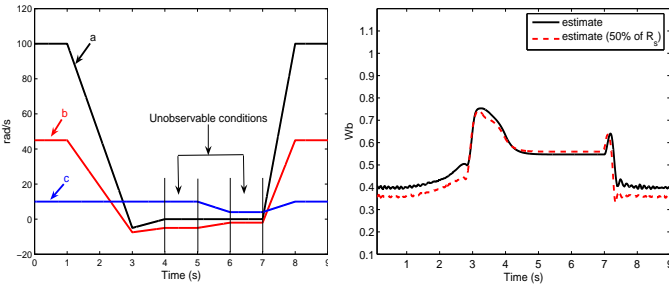 120
100
80
60
40
20
0
−20
rad/s
a
b
c
Unobservable conditions
0 1 2 3 4 5 6 7 8 9
Time (s)
1.1
0.9
0.8
0.7
0.6
0.5
0.4
0.3
0.2
0.1
Wb
estimate
estimate (50% of Rs)
1 2 3 4 5 6 7 8 9
Time (s)